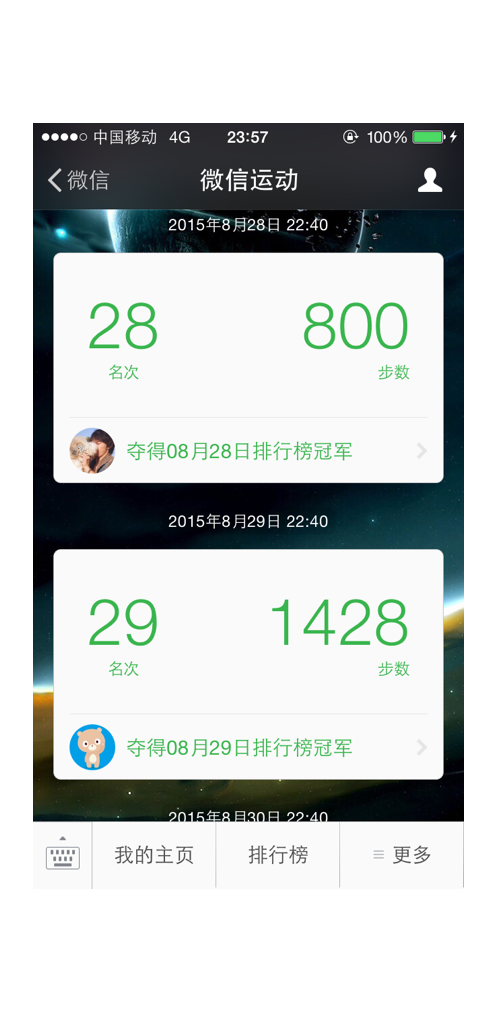 中国移动 4G 23:57 100%
微信 微信运动
2015年8月28日 22:40
28 800
名次 步数
夺得08月28日排行榜冠军
2015年8月29日 22:40
29 1428
名次 步数
夺得08月29日排行榜冠军
2015年8月30日 22:40
我的主页 排行榜 更多